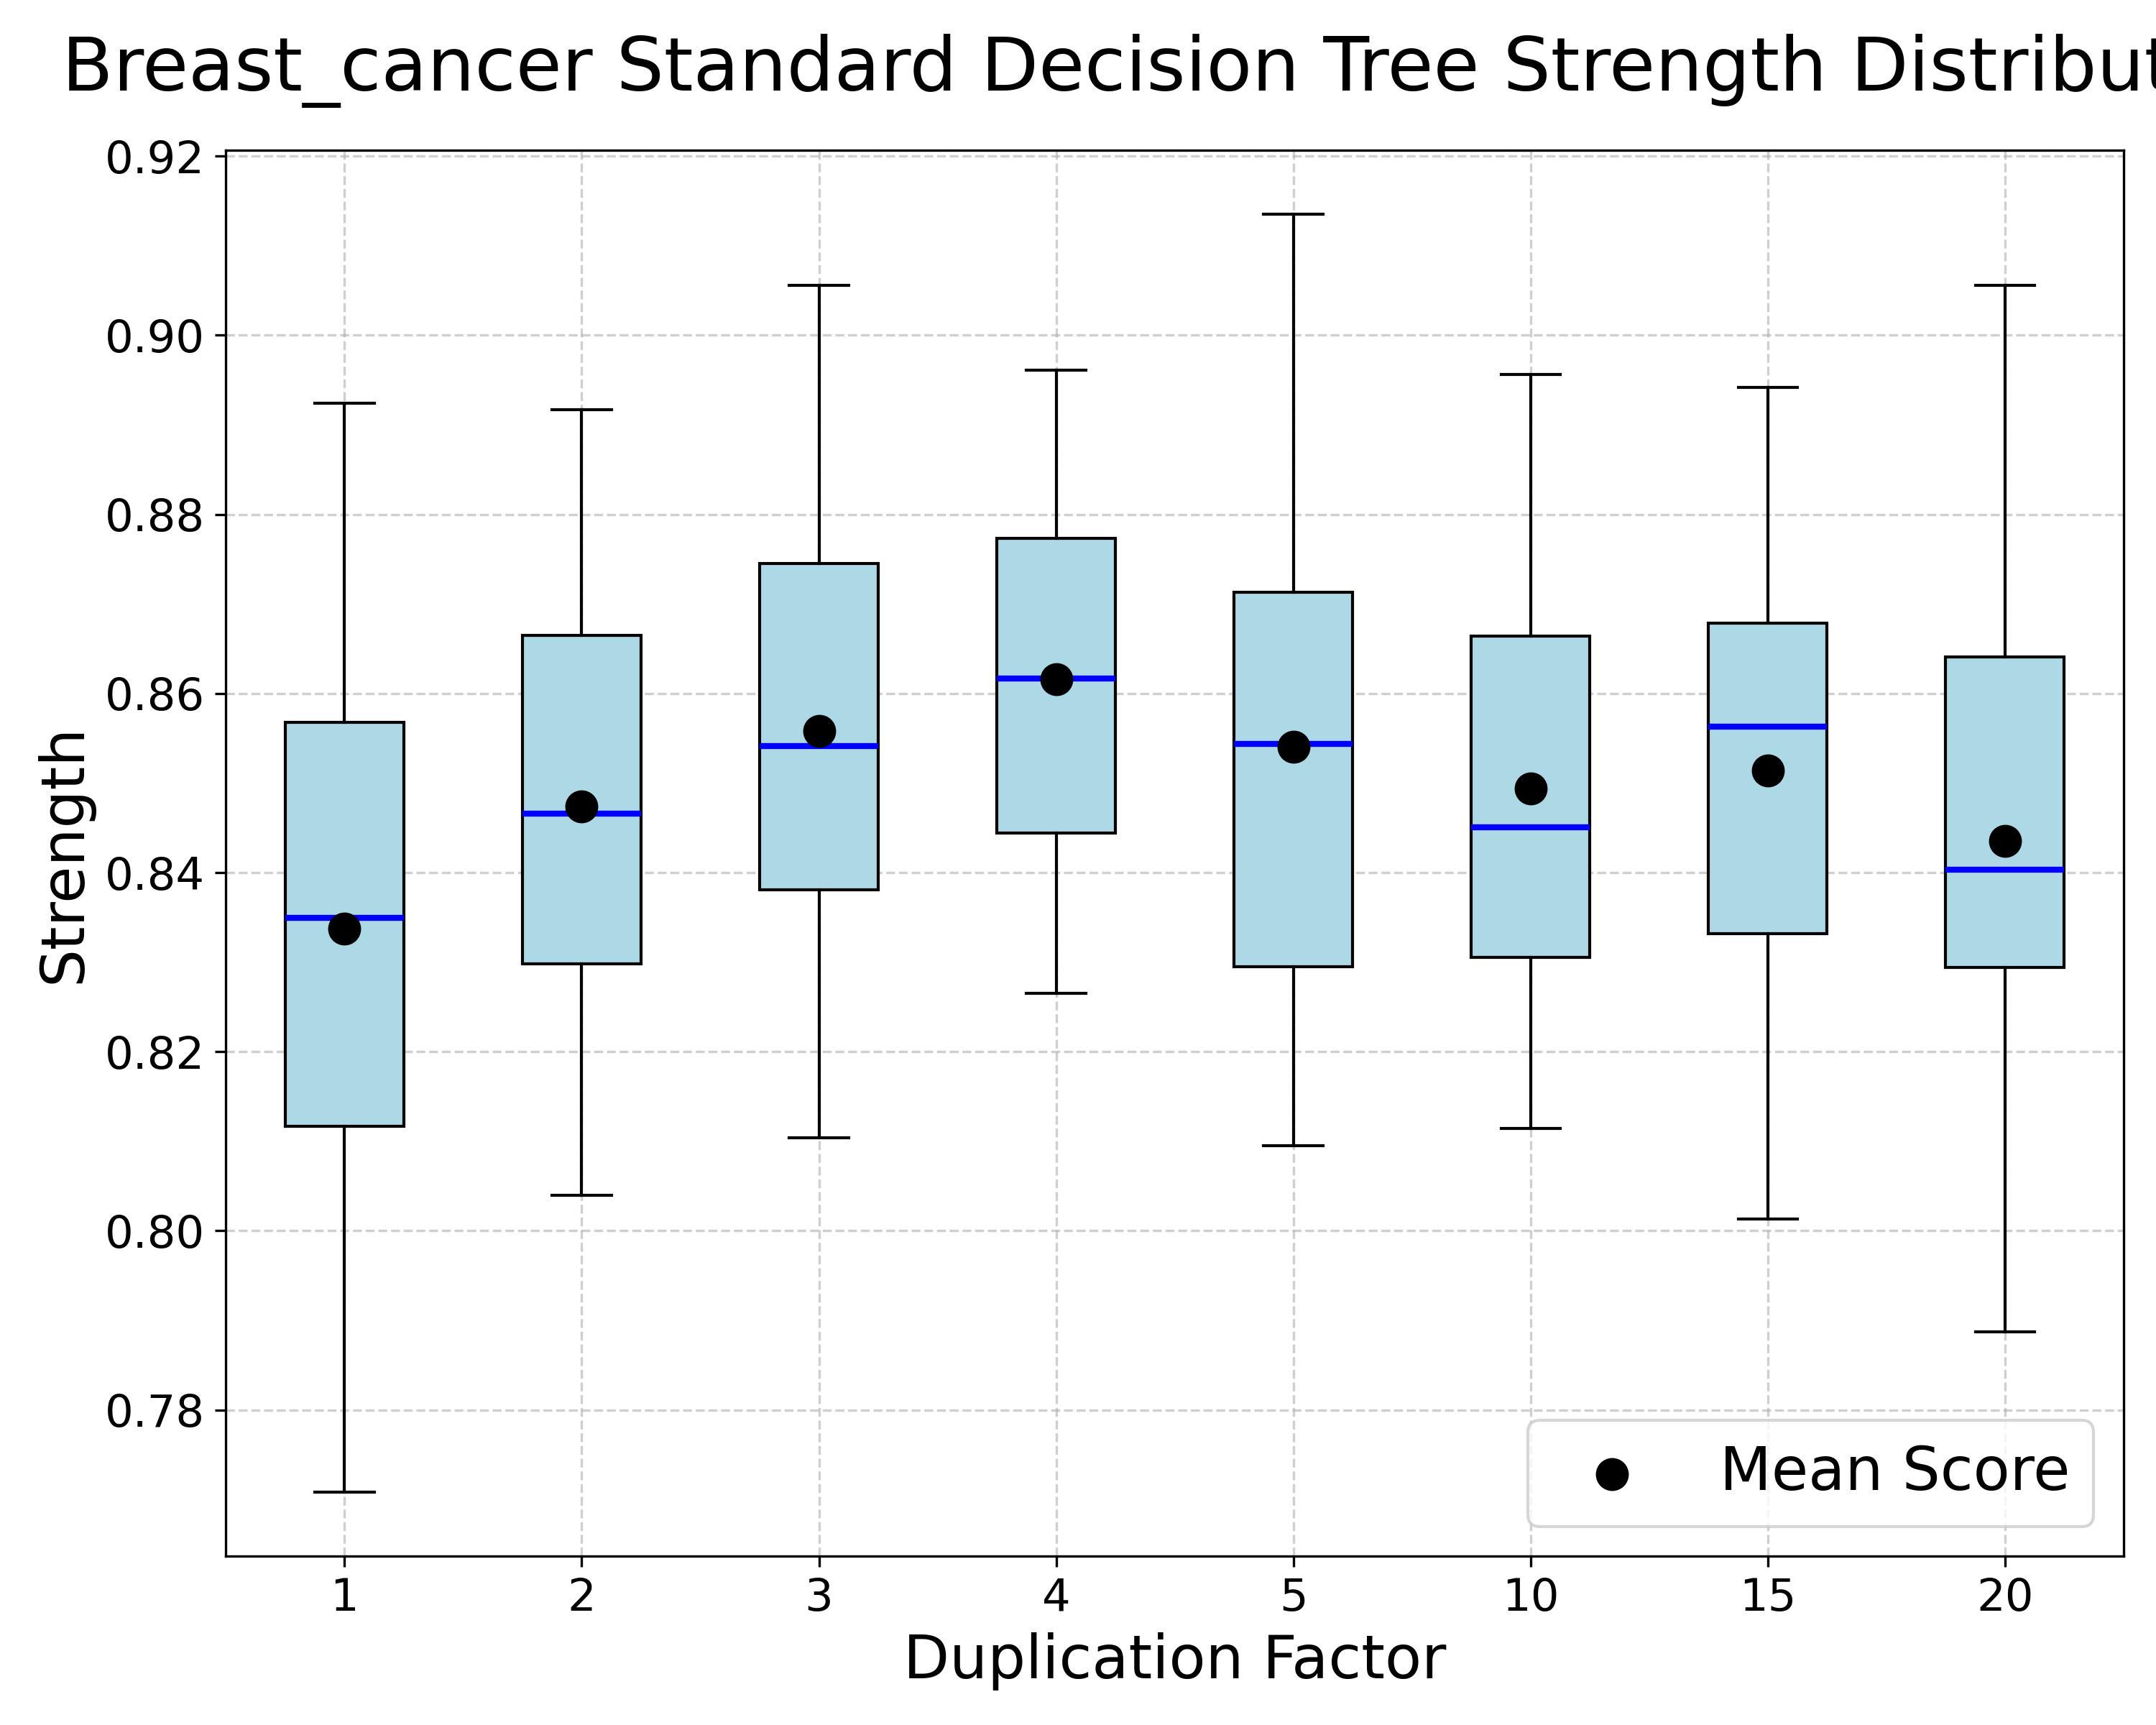 Breast_cancer Standard Decision Tree Strength Distribut
0.92
0.90
0.88
0.86
0.84
0.82
0.80
0.78
Strength
Mean Score
1 2 3 4 5 10 15 20
Duplication Factor